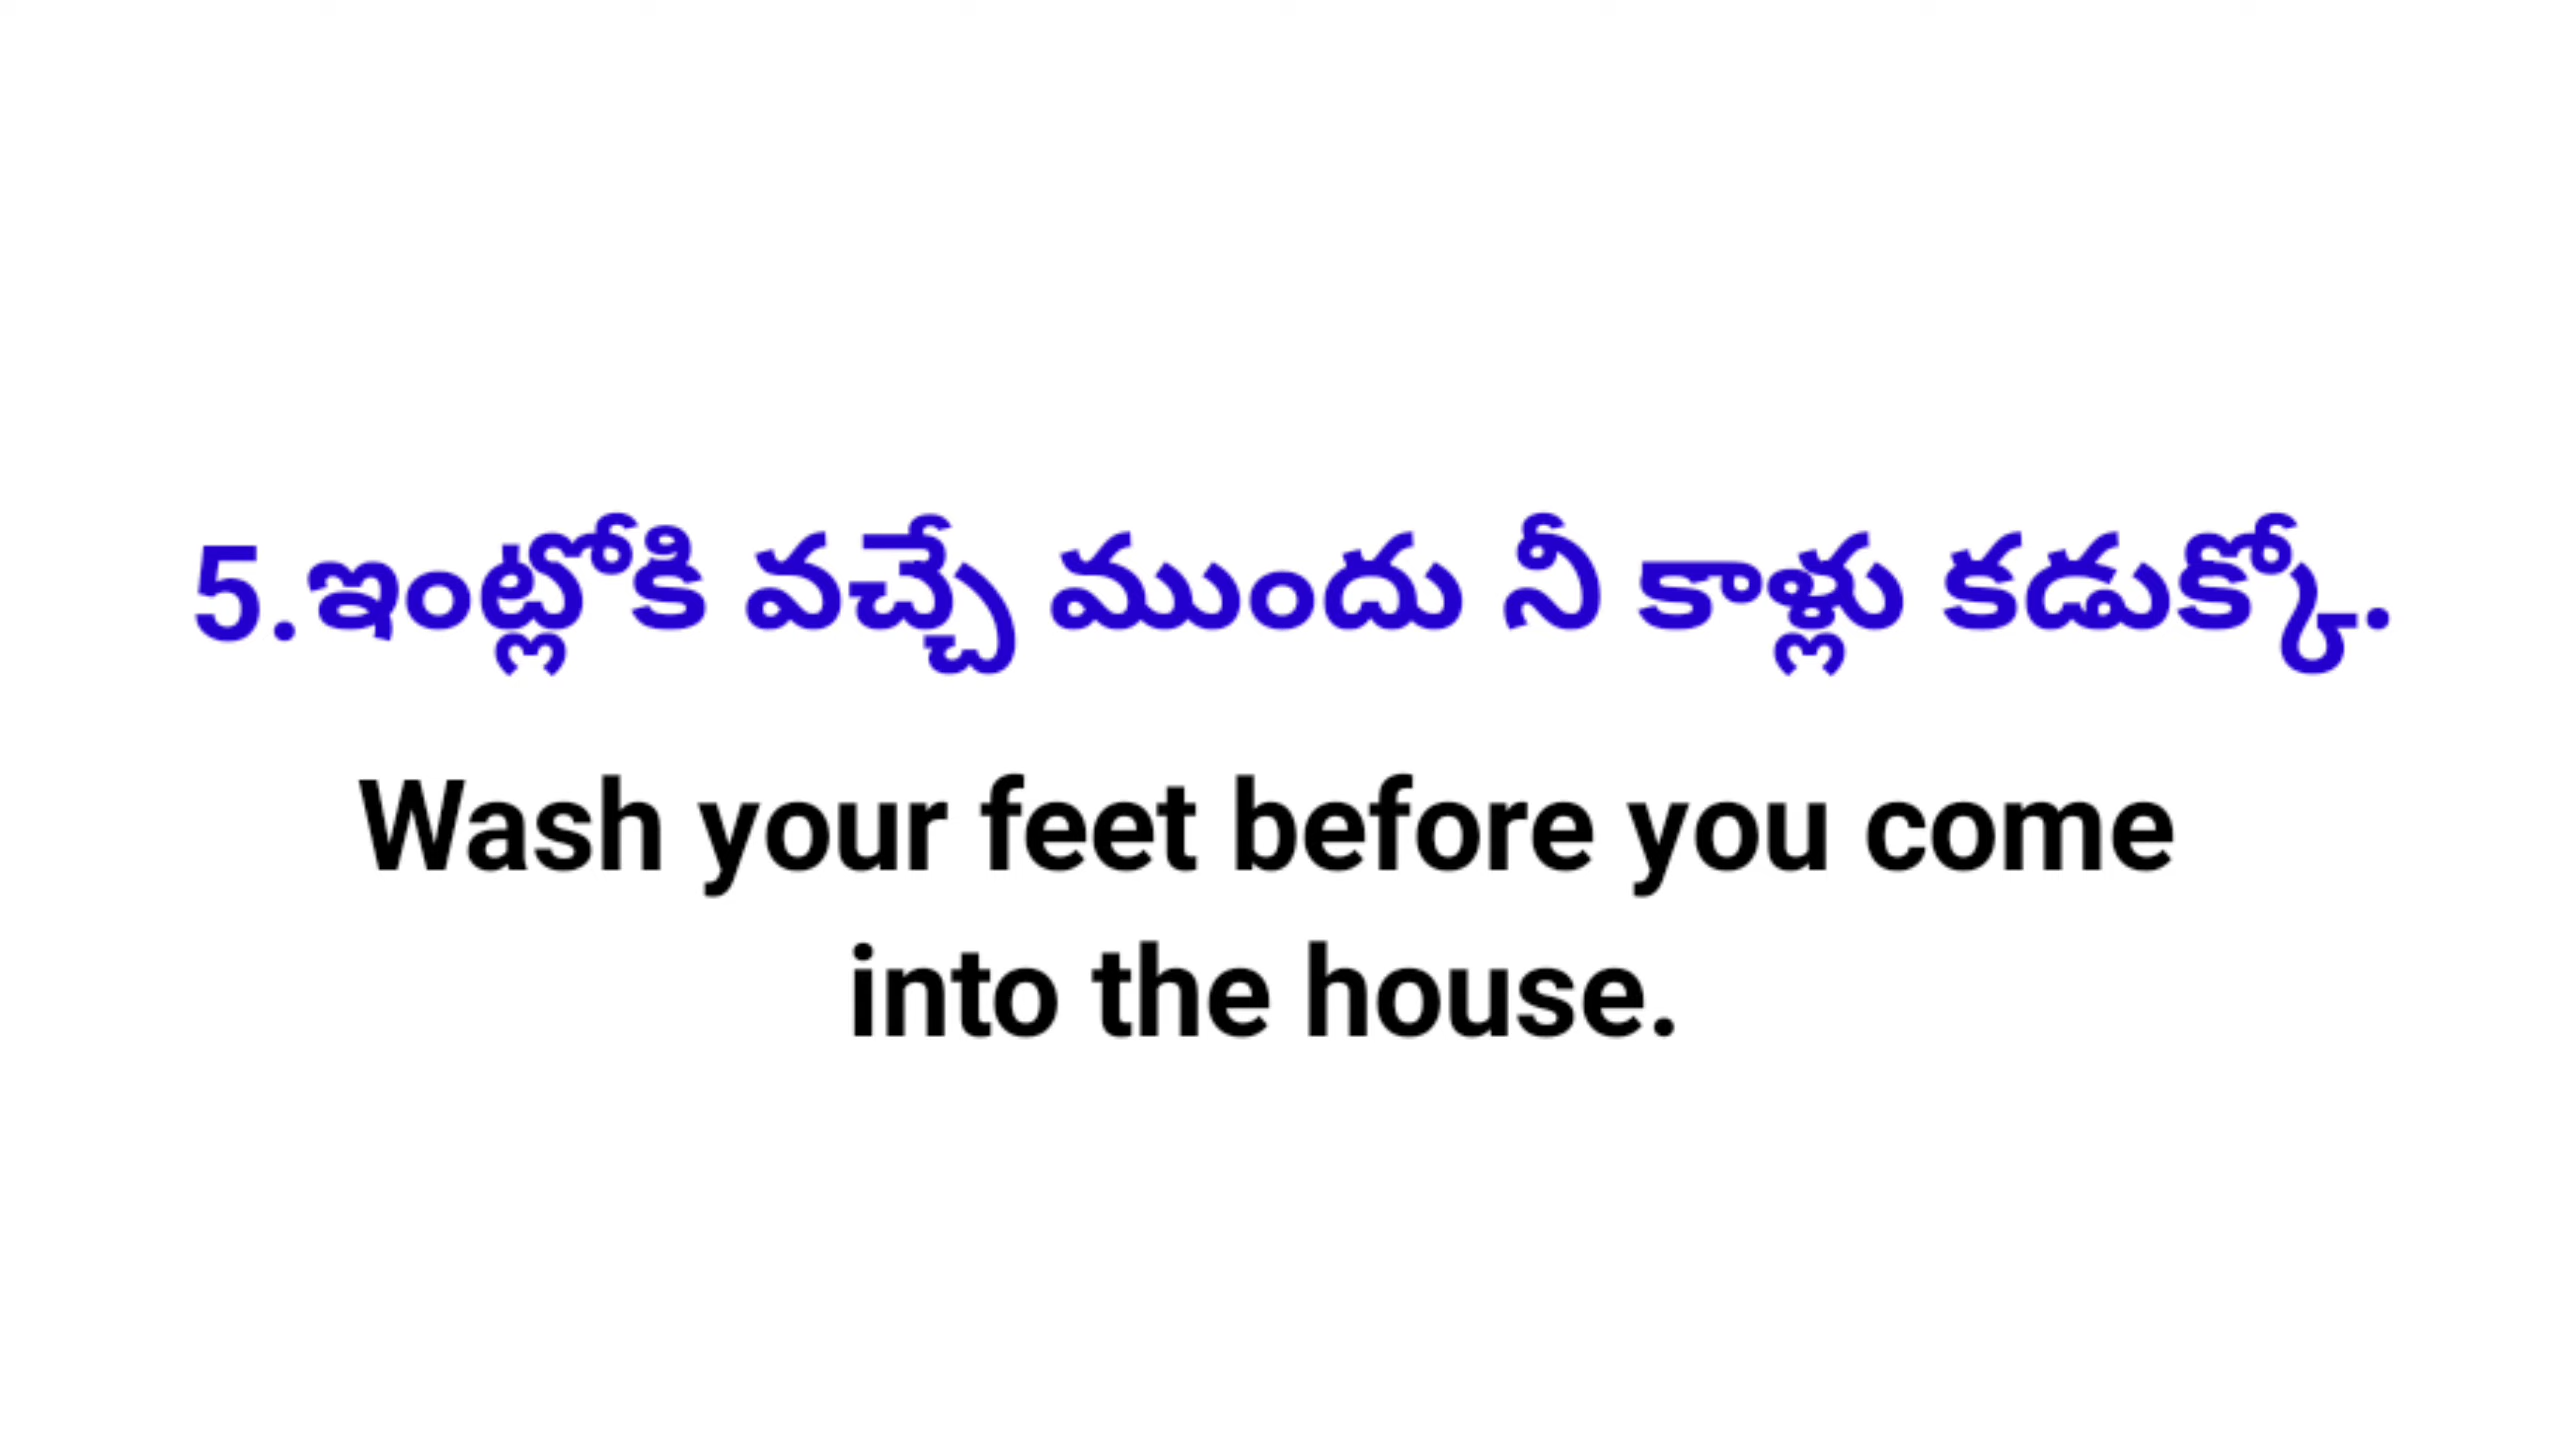 5.ఇంట్లోకి వచ్చే ముందు నీ కాళ్లు కడుక్కో.
Wash your feet before you come
into the house.